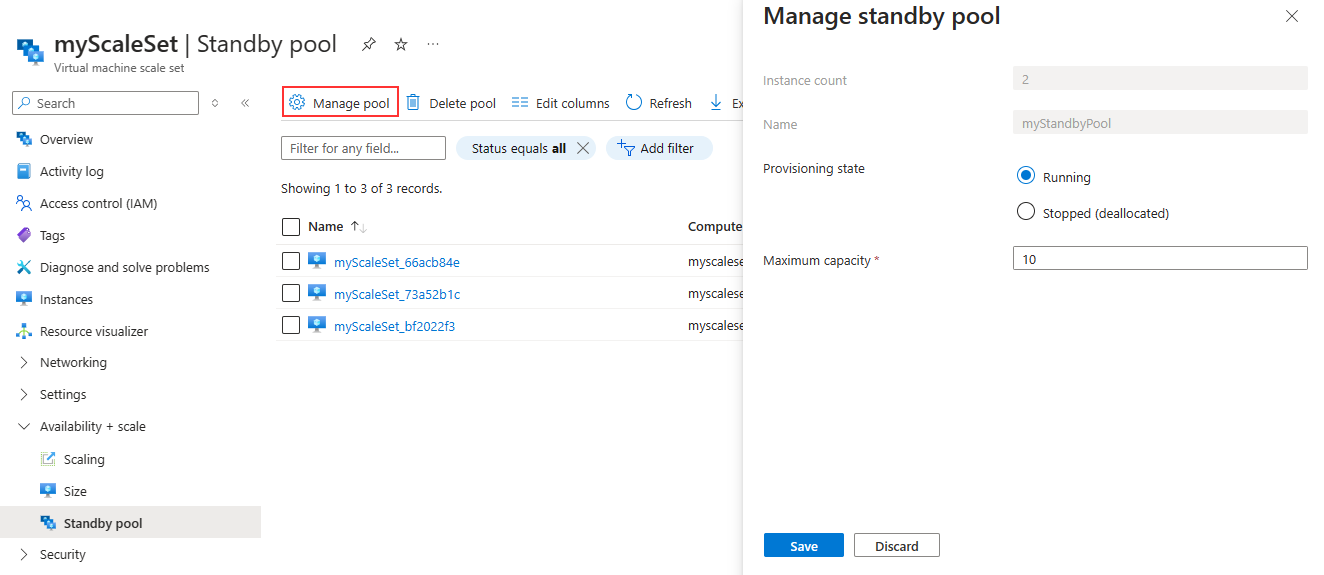 myScaleSet | Standby pool
Virtual machine scale set
Search
Overview
Activity log
Access control (IAM)
Tags
Diagnose and solve problems
Instances
Resource visualizer
Networking
Settings
Availability + scale
Scaling
Size
Standby pool
Security
Manage pool Delete pool Edit columns Refresh Ex
Filter for any field... Status equals all Add filter
Showing 1 to 3 of 3 records.
Name Compute
myScaleSet_66acb84e myscalese
myScaleSet_73a52b1c myscalese
myScaleSet_bf2022f3 myscalese
Manage standby pool
Instance count 2
Name myStandbyPool
Provisioning state Running
Stopped (deallocated)
Maximum capacity * 10
Save Discard